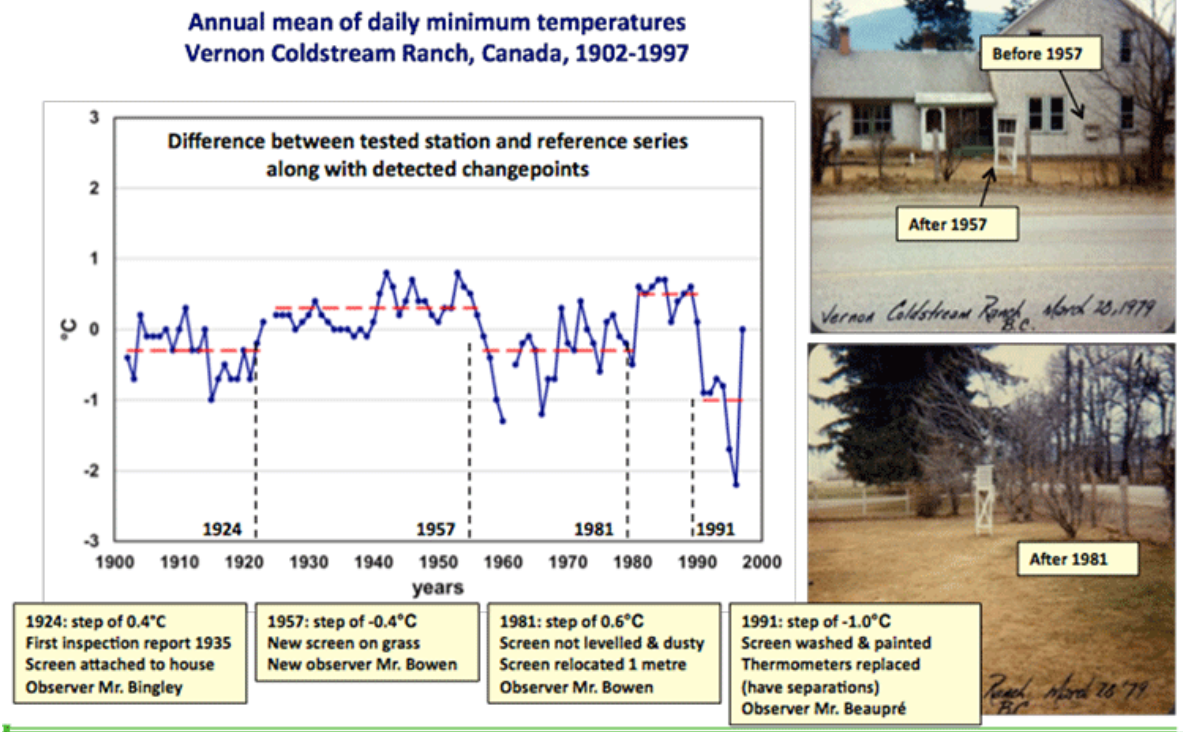 Annual mean of daily minimum temperatures
Vernon Coldstream Ranch, Canada, 1902-1997
Difference between tested station and reference series
along with detected changepoints
°C
3
2
1
0
-1
-2
-3
1924
1957
1981
1991
1900 1910 1920 1930 1940 1950 1960 1970 1980 1990 2000
years
Before 1957
After 1957
Vernon Coldstream Ranch March 28, 1979
B.C.
After 1981
Ranch March 28 '79
B.C.
1924: step of 0.4°C
First inspection report 1935
Screen attached to house
Observer Mr. Bingley
1957: step of -0.4°C
New screen on grass
New observer Mr. Bowen
1981: step of 0.6°C
Screen not levelled & dusty
Screen relocated 1 metre
Observer Mr. Bowen
1991: step of -1.0°C
Screen washed & painted
Thermometers replaced
(have separations)
Observer Mr. Beaupré